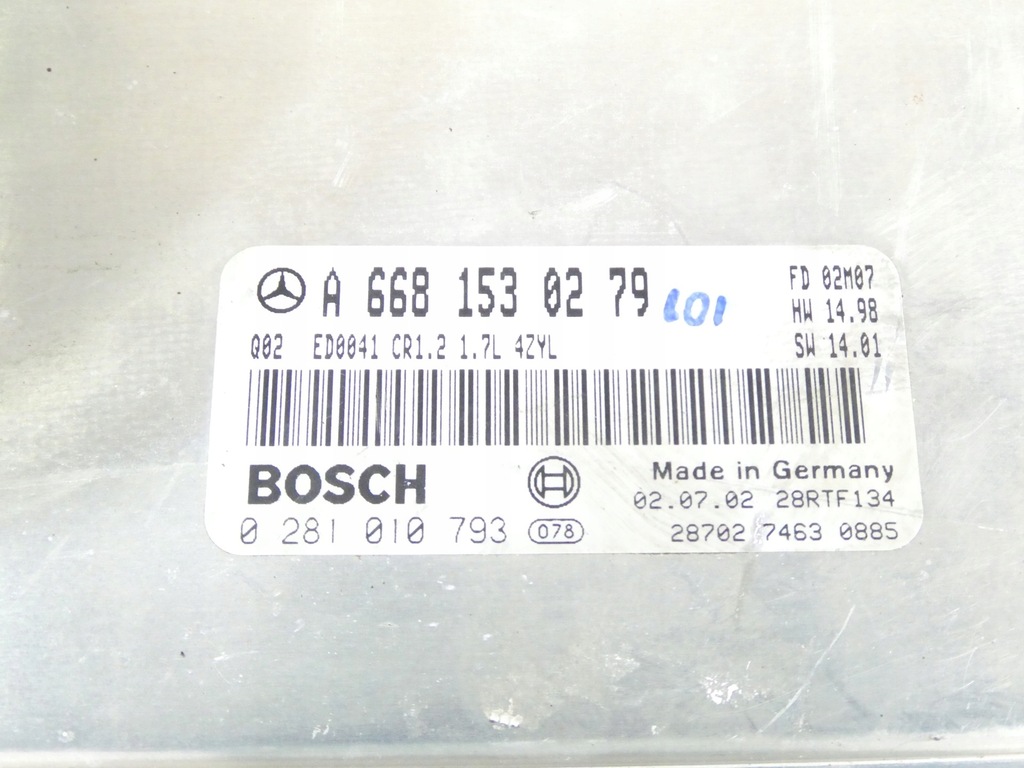 A 668 153 02 79 101
FD 02M07
HW 14.98
Q02 ED0041 CR1.2 1.7L 4ZYL
SW 14.01
BOSCH
Made in Germany
02.07.02 28RTF134
0 281 010 793 078
28702 7463 0885